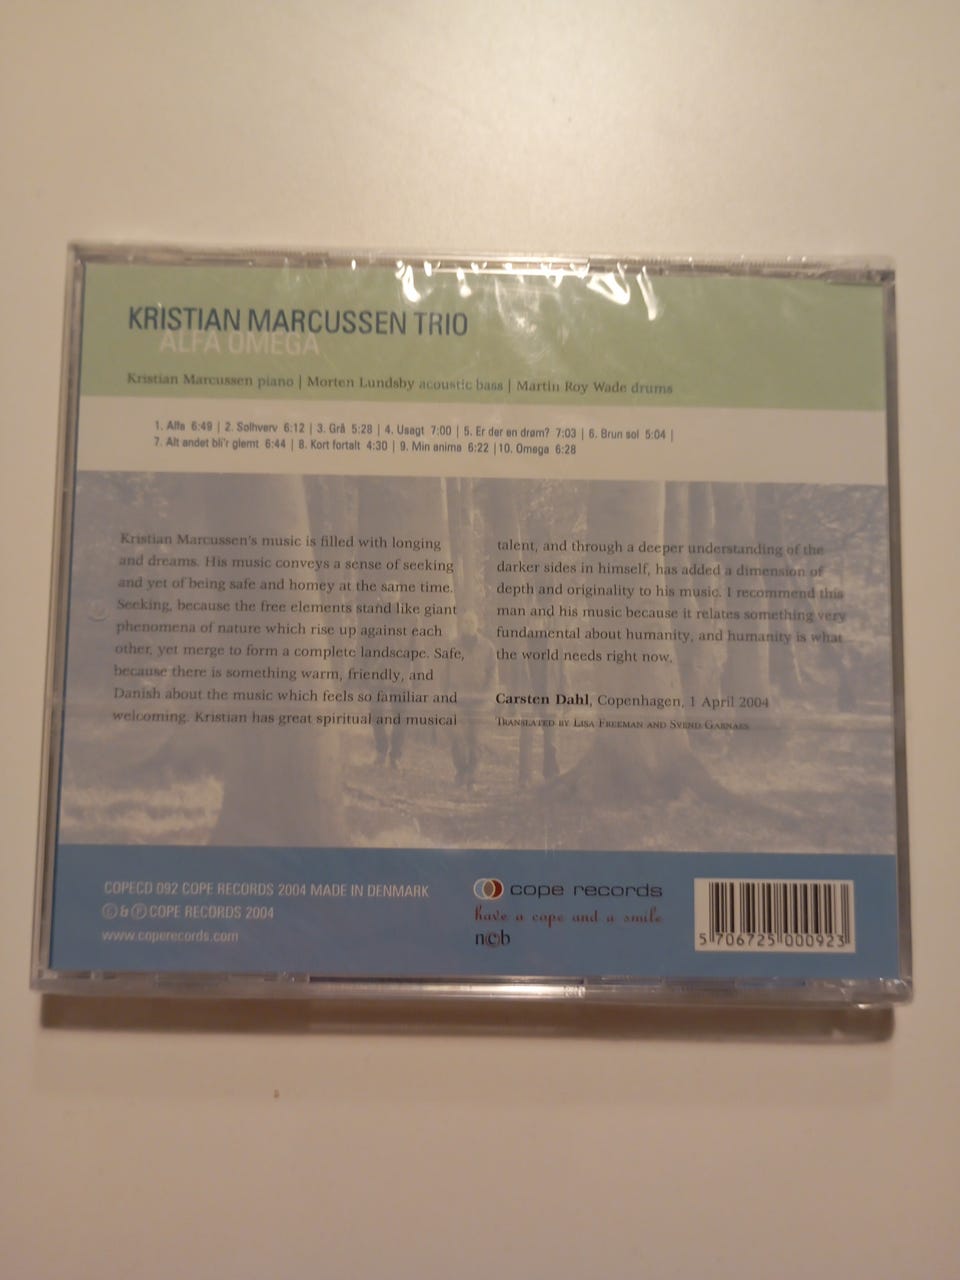 KRISTIAN MARCUSSEN TRIO
ALFA OMEGA
Kristian Marcussen piano | Morten Lundsby acoustic bass | Martin Roy Wade drums
1. Alfa 6:49 | 2. Solhverv 6:12 | 3. Grå 5:28 | 4. Usagt 7:00 | 5. Er der en drøm? 7:03 | 6. Brun sol 5:04 |
7. Alt andet bli'r glemt 6:44 | 8. Kort fortalt 4:30 | 9. Min anima 6:22 | 10. Omega 6:28
Kristian Marcussen's music is filled with longing
and dreams. His music conveys a sense of seeking
and yet of being safe and homey at the same time.
Seeking, because the free elements stand like giant
phenomena of nature which rise up against each
other, yet merge to form a complete landscape. Safe,
because there is something warm, friendly, and
Danish about the music which feels so familiar and
welcoming. Kristian has great spiritual and musical
talent, and through a deeper understanding of the
darker sides in himself, has added a dimension of
depth and originality to his music. I recommend this
man and his music because it relates something very
fundamental about humanity, and humanity is what
the world needs right now.
Carsten Dahl, Copenhagen, 1 April 2004
Translated by Lisa Freeman and Svend Garnaes
COPECD 092 COPE RECORDS 2004 MADE IN DENMARK
© & ℗ COPE RECORDS 2004
www.coperecords.com
cope records
have a cope and a smile
ncb
5 706725 000923